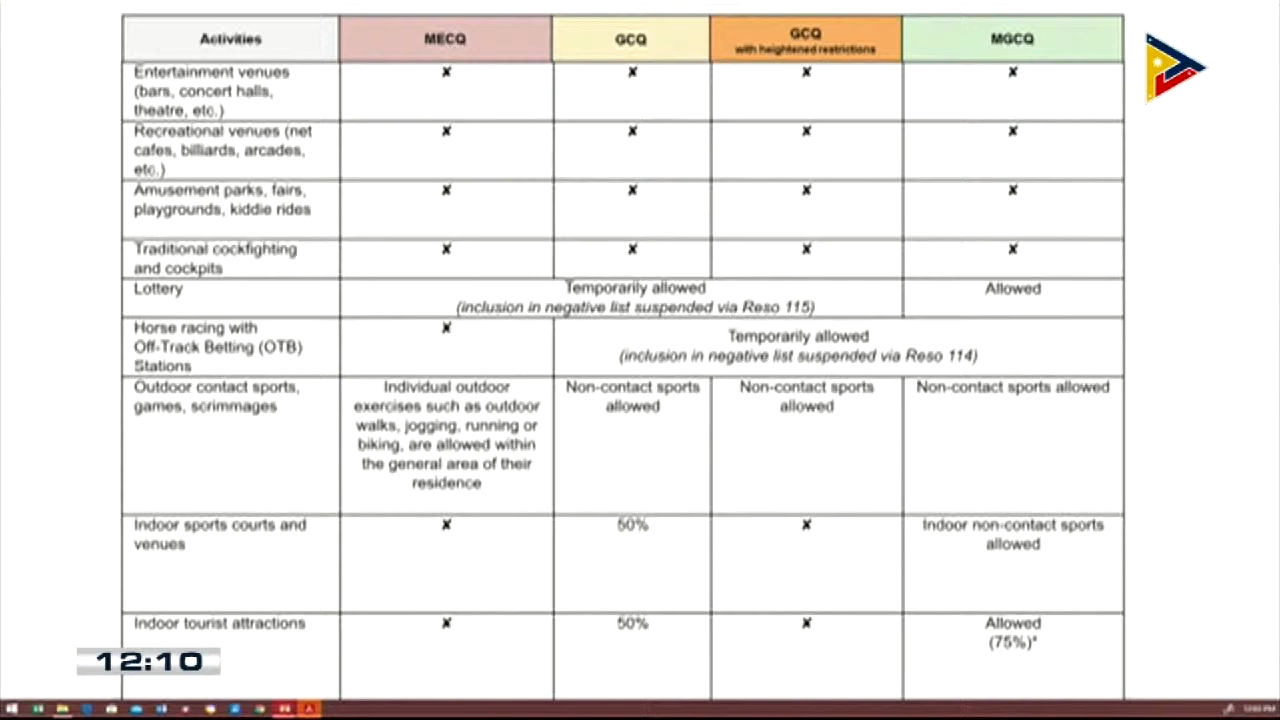 Activities MECQ GCQ GCQ MGCQ
with heightened restrictions
Entertainment venues ✘ ✘ ✘ ✘
(bars, concert halls,
theatre, etc.)
Recreational venues (net ✘ ✘ ✘ ✘
cafes, billiards, arcades,
etc.)
Amusement parks, fairs, ✘ ✘ ✘ ✘
playgrounds, kiddie rides
Traditional cockfighting ✘ ✘ ✘ ✘
and cockpits
Lottery Temporarily allowed Allowed
(inclusion in negative list suspended via Reso 115)
Horse racing with ✘
Off-Track Betting (OTB) Temporarily allowed
Stations (inclusion in negative list suspended via Reso 114)
Outdoor contact sports, Individual outdoor Non-contact sports Non-contact sports Non-contact sports allowed
games, scrimmages exercises such as outdoor allowed allowed
walks, jogging, running or
biking, are allowed within
the general area of their
residence
Indoor sports courts and ✘ 50% ✘ Indoor non-contact sports
venues allowed
Indoor tourist attractions ✘ 50% ✘ Allowed
(75%)*
12:10